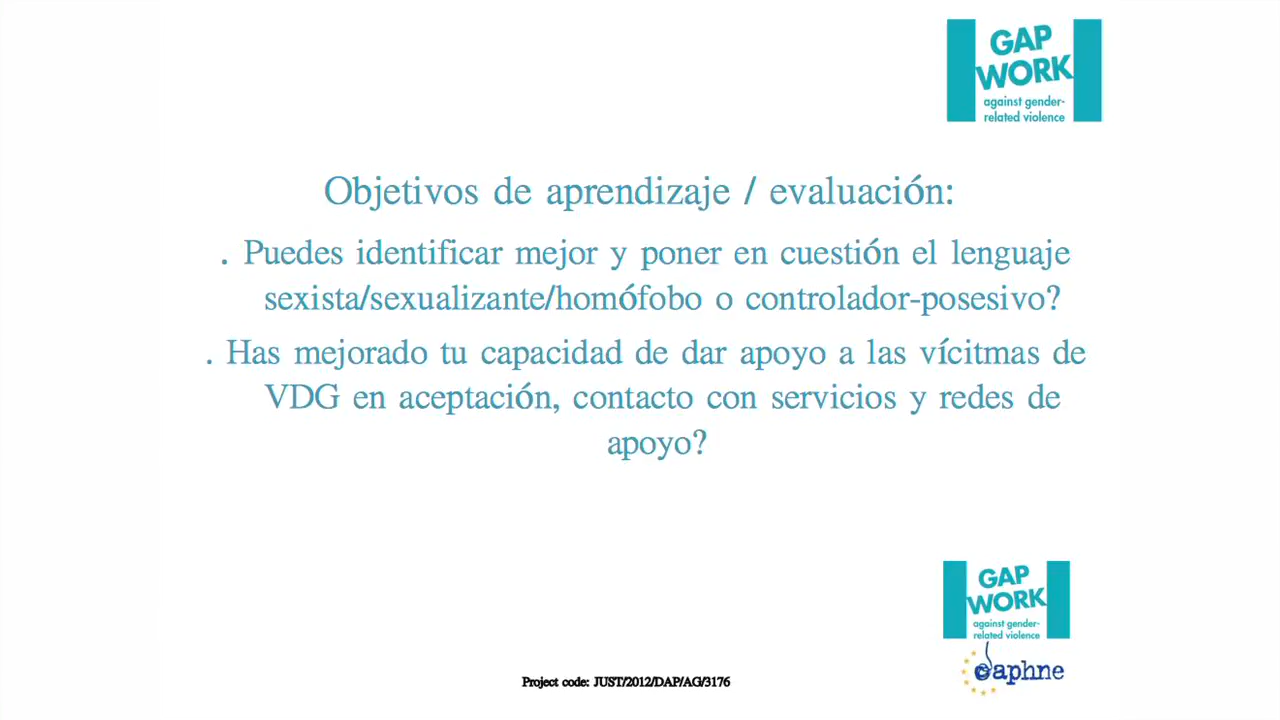 GAP
WORK
against gender-
related violence
Objetivos de aprendizaje / evaluación:
. Puedes identificar mejor y poner en cuestión el lenguaje
sexista/sexualizante/homófobo o controlador-posesivo?
. Has mejorado tu capacidad de dar apoyo a las vícitmas de
VDG en aceptación, contacto con servicios y redes de
apoyo?
GAP
WORK
against gender-
related violence
daphne
Project code: JUST/2012/DAP/AG/3176